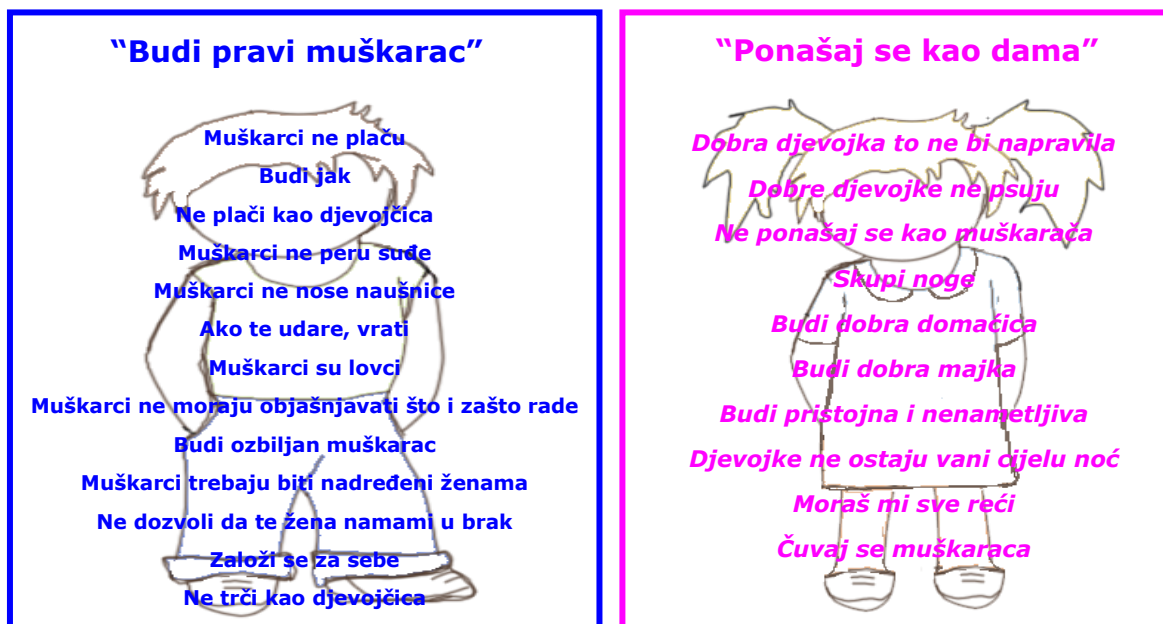 “Budi pravi muškarac”
Muškarci ne plaču
Budi jak
Ne plači kao djevojčica
Muškarci ne peru suđe
Muškarci ne nose naušnice
Ako te udare, vrati
Muškarci su lovci
Muškarci ne moraju objašnjavati što i zašto rade
Budi ozbiljan muškarac
Muškarci trebaju biti nadređeni ženama
Ne dozvoli da te žena namami u brak
Založi se za sebe
Ne trči kao djevojčica
“Ponašaj se kao dama”
Dobra djevojka to ne bi napravila
Dobre djevojke ne psuju
Ne ponašaj se kao muškarača
Skupi noge
Budi dobra domaćica
Budi dobra majka
Budi pristojna i nenametljiva
Djevojke ne ostaju vani cijelu noć
Moraš mi sve reći
Čuvaj se muškaraca